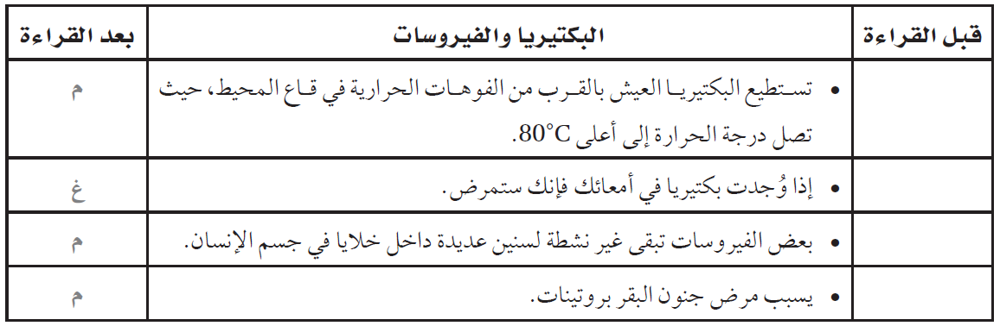 قبل القراءة	البكتيريا والفيروسات	بعد القراءة
• تستطيع البكتيريا العيش بالقرب من الفوهات الحرارية في قاع المحيط، حيث	م
تصل درجة الحرارة إلى أعلى 80°C.
• إذا وُجدت بكتيريا في أمعائك فإنك ستمرض.	غ
• بعض الفيروسات تبقى غير نشطة لسنين عديدة داخل خلايا في جسم الإنسان.	م
• يسبب مرض جنون البقر بروتينات.	م